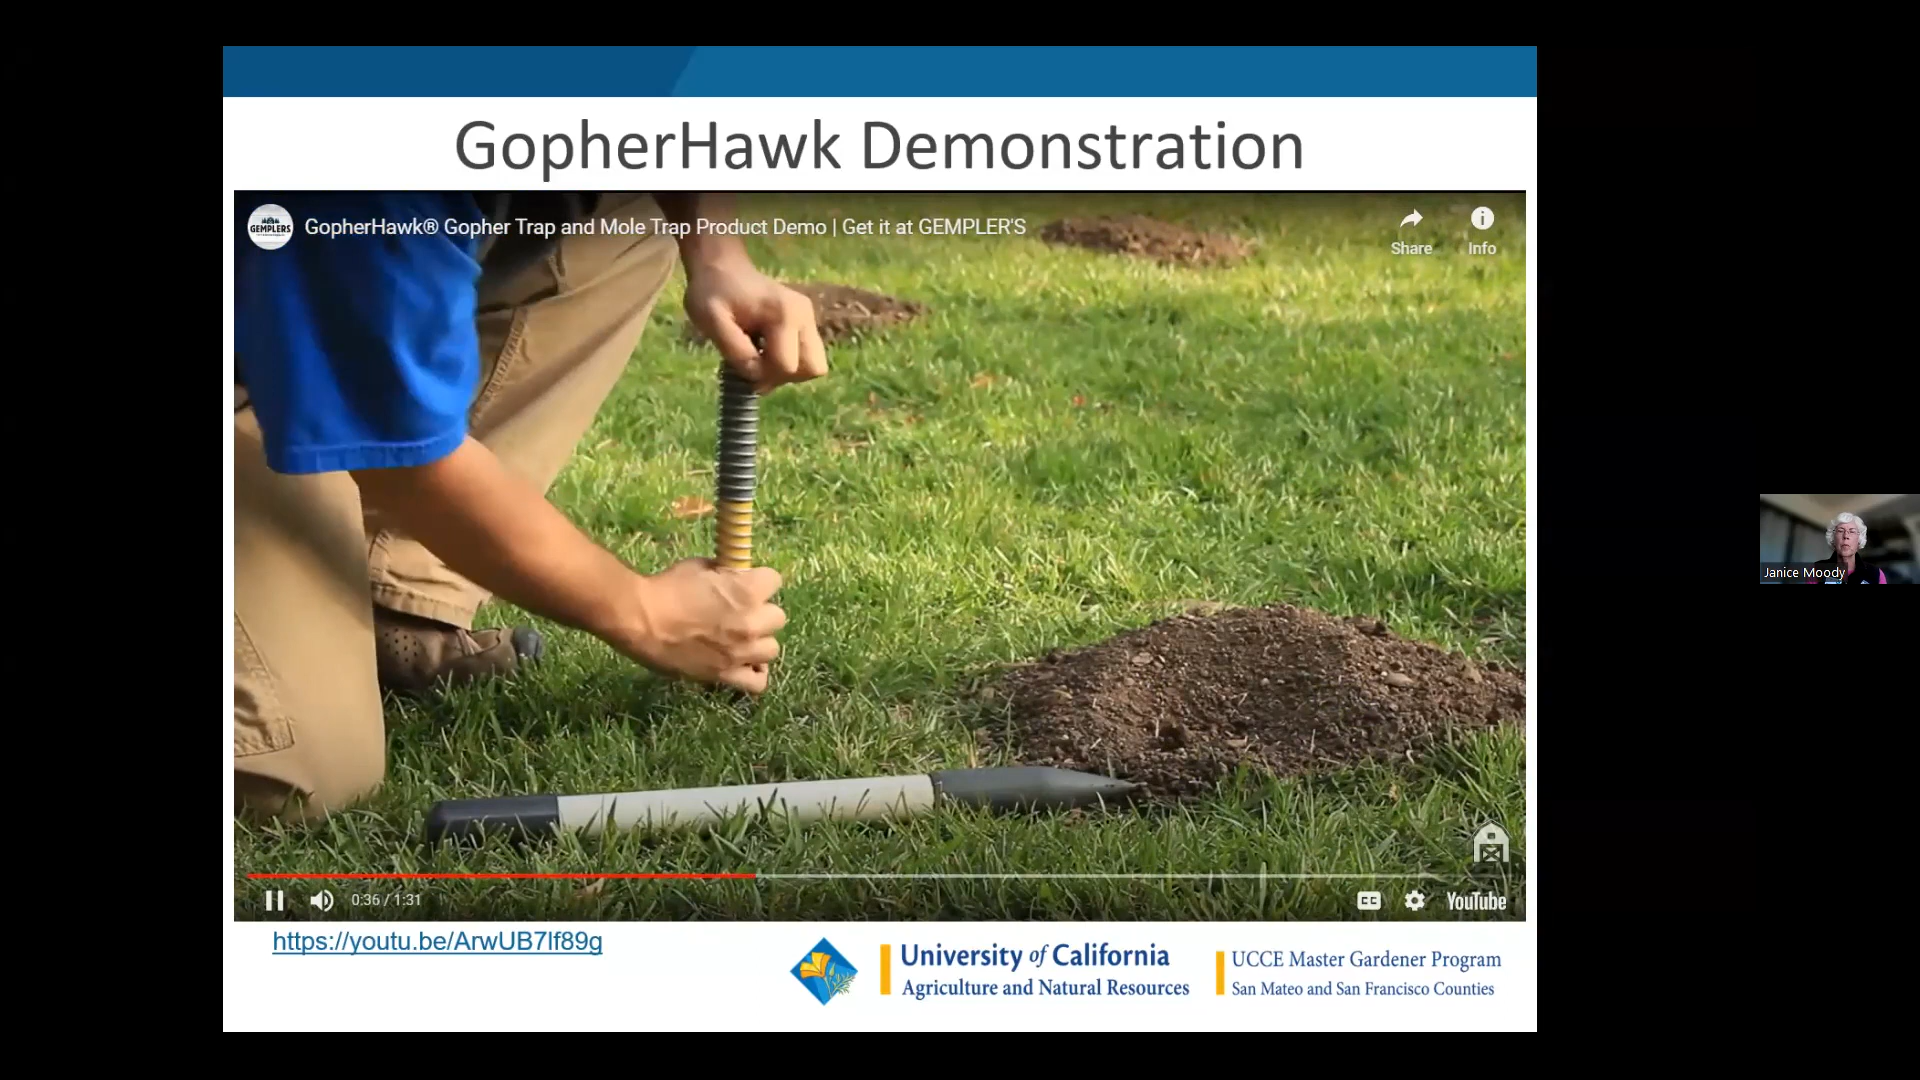 GopherHawk Demonstration
GEMPLERS
GopherHawk® Gopher Trap and Mole Trap Product Demo | Get it at GEMPLER'S
Share
Info
Janice Moody
0:36 / 1:31
CC
YouTube
https://youtu.be/ArwUB7lf89g
University of California
Agriculture and Natural Resources
UCCE Master Gardener Program
San Mateo and San Francisco Counties